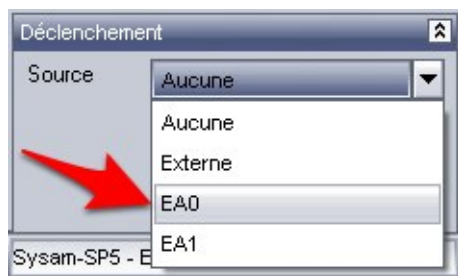 Déclenchement
Source Aucune
Aucune
Externe
EA0
EA1
Sysam-SP5 - E